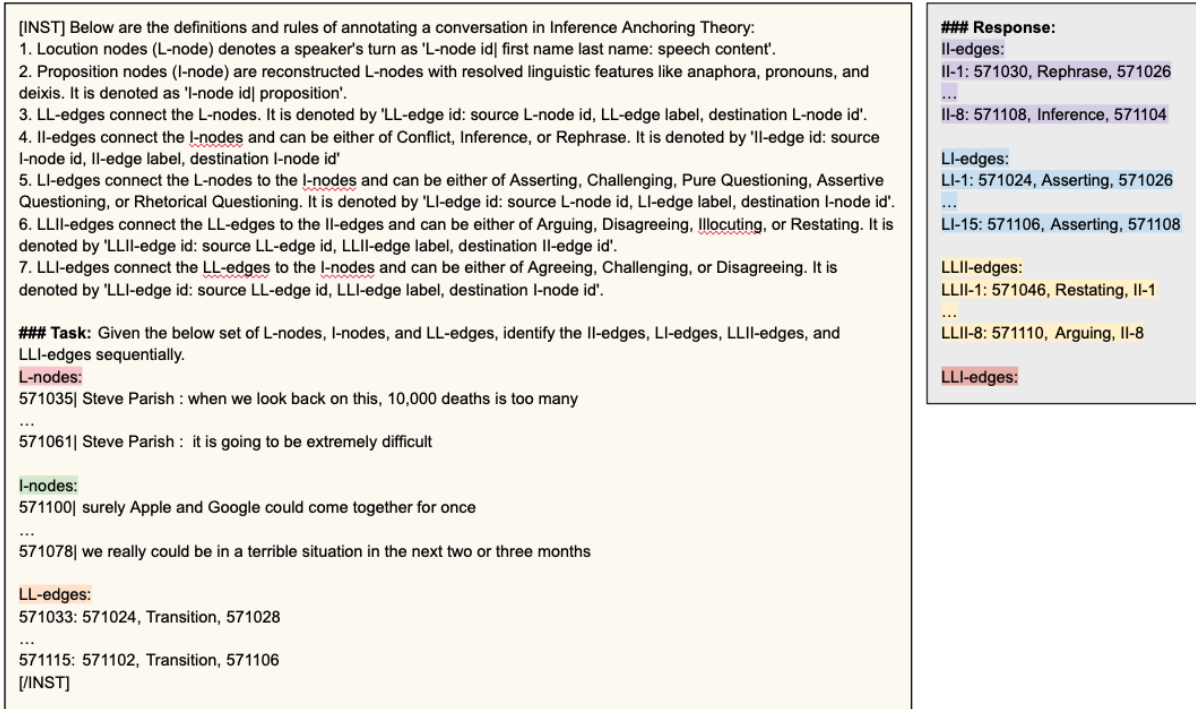 [INST] Below are the definitions and rules of annotating a conversation in Inference Anchoring Theory:
1. Locution nodes (L-node) denotes a speaker's turn as 'L-node id| first name last name: speech content'.
2. Proposition nodes (I-node) are reconstructed L-nodes with resolved linguistic features like anaphora, pronouns, and
deixis. It is denoted as 'I-node id| proposition'.
3. LL-edges connect the L-nodes. It is denoted by 'LL-edge id: source L-node id, LL-edge label, destination L-node id'.
4. II-edges connect the I-nodes and can be either of Conflict, Inference, or Rephrase. It is denoted by 'II-edge id: source
I-node id, II-edge label, destination I-node id'
5. LI-edges connect the L-nodes to the I-nodes and can be either of Asserting, Challenging, Pure Questioning, Assertive
Questioning, or Rhetorical Questioning. It is denoted by 'LI-edge id: source L-node id, LI-edge label, destination I-node id'.
6. LLII-edges connect the LL-edges to the II-edges and can be either of Arguing, Disagreeing, Illocuting, or Restating. It is
denoted by 'LLII-edge id: source LL-edge id, LLII-edge label, destination II-edge id'.
7. LLI-edges connect the LL-edges to the I-nodes and can be either of Agreeing, Challenging, or Disagreeing. It is
denoted by 'LLI-edge id: source LL-edge id, LLI-edge label, destination I-node id'.
### Task: Given the below set of L-nodes, I-nodes, and LL-edges, identify the II-edges, LI-edges, LLII-edges, and
LLI-edges sequentially.
L-nodes:
571035| Steve Parish : when we look back on this, 10,000 deaths is too many
...
571061| Steve Parish : it is going to be extremely difficult
I-nodes:
571100| surely Apple and Google could come together for once
...
571078| we really could be in a terrible situation in the next two or three months
LL-edges:
571033: 571024, Transition, 571028
...
571115: 571102, Transition, 571106
[/INST]
### Response:
II-edges:
II-1: 571030, Rephrase, 571026
...
II-8: 571108, Inference, 571104
LI-edges:
LI-1: 571024, Asserting, 571026
...
LI-15: 571106, Asserting, 571108
LLII-edges:
LLII-1: 571046, Restating, II-1
...
LLII-8: 571110, Arguing, II-8
LLI-edges: